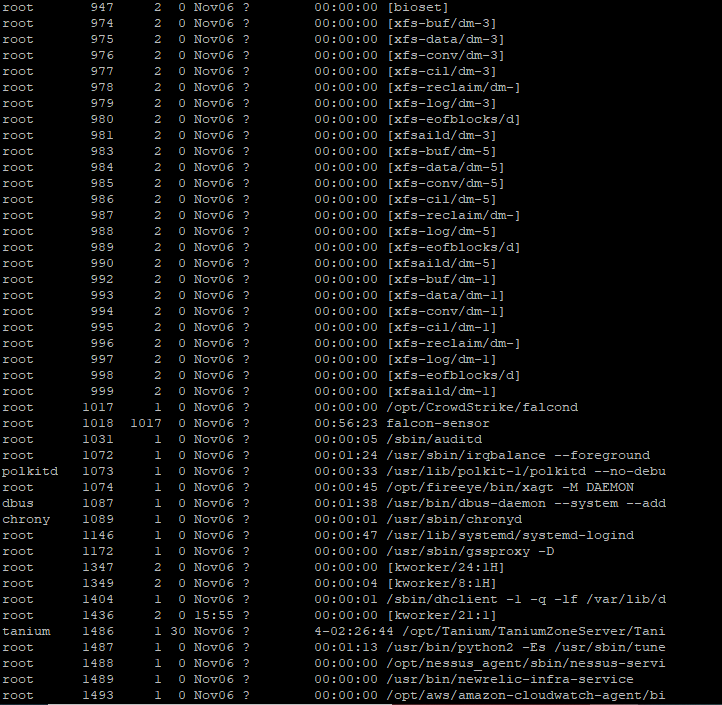 root 947 2 0 Nov06 ? 00:00:00 [bioset]
root 974 2 0 Nov06 ? 00:00:00 [xfs-buf/dm-3]
root 975 2 0 Nov06 ? 00:00:00 [xfs-data/dm-3]
root 976 2 0 Nov06 ? 00:00:00 [xfs-conv/dm-3]
root 977 2 0 Nov06 ? 00:00:00 [xfs-cil/dm-3]
root 978 2 0 Nov06 ? 00:00:00 [xfs-reclaim/dm-]
root 979 2 0 Nov06 ? 00:00:00 [xfs-log/dm-3]
root 980 2 0 Nov06 ? 00:00:00 [xfs-eofblocks/d]
root 981 2 0 Nov06 ? 00:00:00 [xfsaild/dm-3]
root 983 2 0 Nov06 ? 00:00:00 [xfs-buf/dm-5]
root 984 2 0 Nov06 ? 00:00:00 [xfs-data/dm-5]
root 985 2 0 Nov06 ? 00:00:00 [xfs-conv/dm-5]
root 986 2 0 Nov06 ? 00:00:00 [xfs-cil/dm-5]
root 987 2 0 Nov06 ? 00:00:00 [xfs-reclaim/dm-]
root 988 2 0 Nov06 ? 00:00:00 [xfs-log/dm-5]
root 989 2 0 Nov06 ? 00:00:00 [xfs-eofblocks/d]
root 990 2 0 Nov06 ? 00:00:00 [xfsaild/dm-5]
root 992 2 0 Nov06 ? 00:00:00 [xfs-buf/dm-1]
root 993 2 0 Nov06 ? 00:00:00 [xfs-data/dm-1]
root 994 2 0 Nov06 ? 00:00:00 [xfs-conv/dm-1]
root 995 2 0 Nov06 ? 00:00:00 [xfs-cil/dm-1]
root 996 2 0 Nov06 ? 00:00:00 [xfs-reclaim/dm-]
root 997 2 0 Nov06 ? 00:00:00 [xfs-log/dm-1]
root 998 2 0 Nov06 ? 00:00:00 [xfs-eofblocks/d]
root 999 2 0 Nov06 ? 00:00:00 [xfsaild/dm-1]
root 1017 1 0 Nov06 ? 00:00:00 /opt/CrowdStrike/falcond
root 1018 1017 0 Nov06 ? 00:56:23 falcon-sensor
root 1031 1 0 Nov06 ? 00:00:05 /sbin/auditd
root 1072 1 0 Nov06 ? 00:01:24 /usr/sbin/irqbalance --foreground
polkitd 1073 1 0 Nov06 ? 00:00:33 /usr/lib/polkit-1/polkitd --no-debu
root 1074 1 0 Nov06 ? 00:00:45 /opt/fireeye/bin/xagt -M DAEMON
dbus 1087 1 0 Nov06 ? 00:01:38 /usr/bin/dbus-daemon --system --add
chrony 1089 1 0 Nov06 ? 00:00:01 /usr/sbin/chronyd
root 1146 1 0 Nov06 ? 00:00:47 /usr/lib/systemd/systemd-logind
root 1172 1 0 Nov06 ? 00:00:00 /usr/sbin/gssproxy -D
root 1347 2 0 Nov06 ? 00:00:00 [kworker/24:1H]
root 1349 2 0 Nov06 ? 00:00:04 [kworker/8:1H]
root 1404 1 0 Nov06 ? 00:00:01 /sbin/dhclient -1 -q -lf /var/lib/d
root 1436 2 0 15:55 ? 00:00:00 [kworker/21:1]
tanium 1486 1 30 Nov06 ? 4-02:26:44 /opt/Tanium/TaniumZoneServer/Tani
root 1487 1 0 Nov06 ? 00:01:13 /usr/bin/python2 -Es /usr/sbin/tune
root 1488 1 0 Nov06 ? 00:00:00 /opt/nessus_agent/sbin/nessus-servi
root 1489 1 0 Nov06 ? 00:00:00 /usr/bin/newrelic-infra-service
root 1493 1 0 Nov06 ? 00:00:00 /opt/aws/amazon-cloudwatch-agent/bi